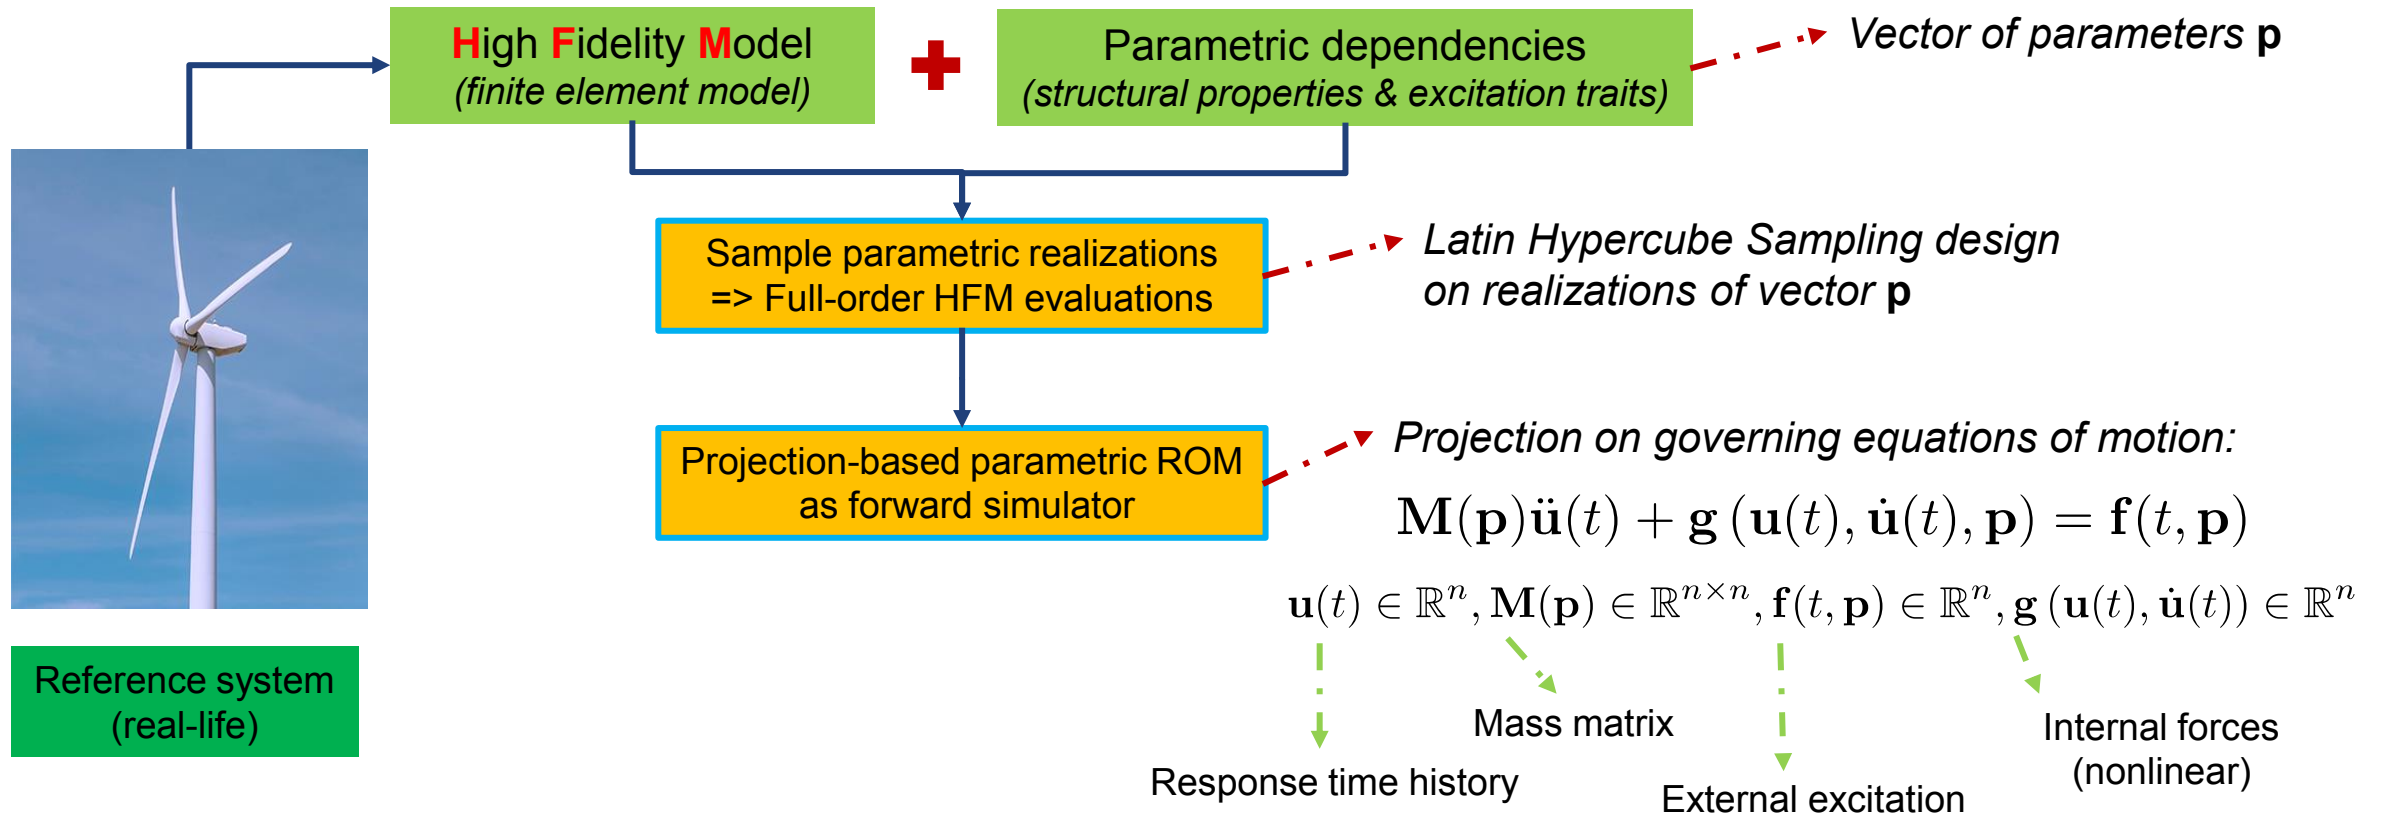 High Fidelity Model
(finite element model)
Parametric dependencies
(structural properties & excitation traits)
Vector of parameters p
Sample parametric realizations
=> Full-order HFM evaluations
Latin Hypercube Sampling design
on realizations of vector p
Projection-based parametric ROM
as forward simulator
Projection on governing equations of motion:
M(p)ü(t) + g (u(t), u̇(t), p) = f(t, p)
u(t) ∈ ℝⁿ, M(p) ∈ ℝⁿˣⁿ, f(t, p) ∈ ℝⁿ, g (u(t), u̇(t)) ∈ ℝⁿ
Reference system
(real-life)
Response time history
Mass matrix
External excitation
Internal forces
(nonlinear)